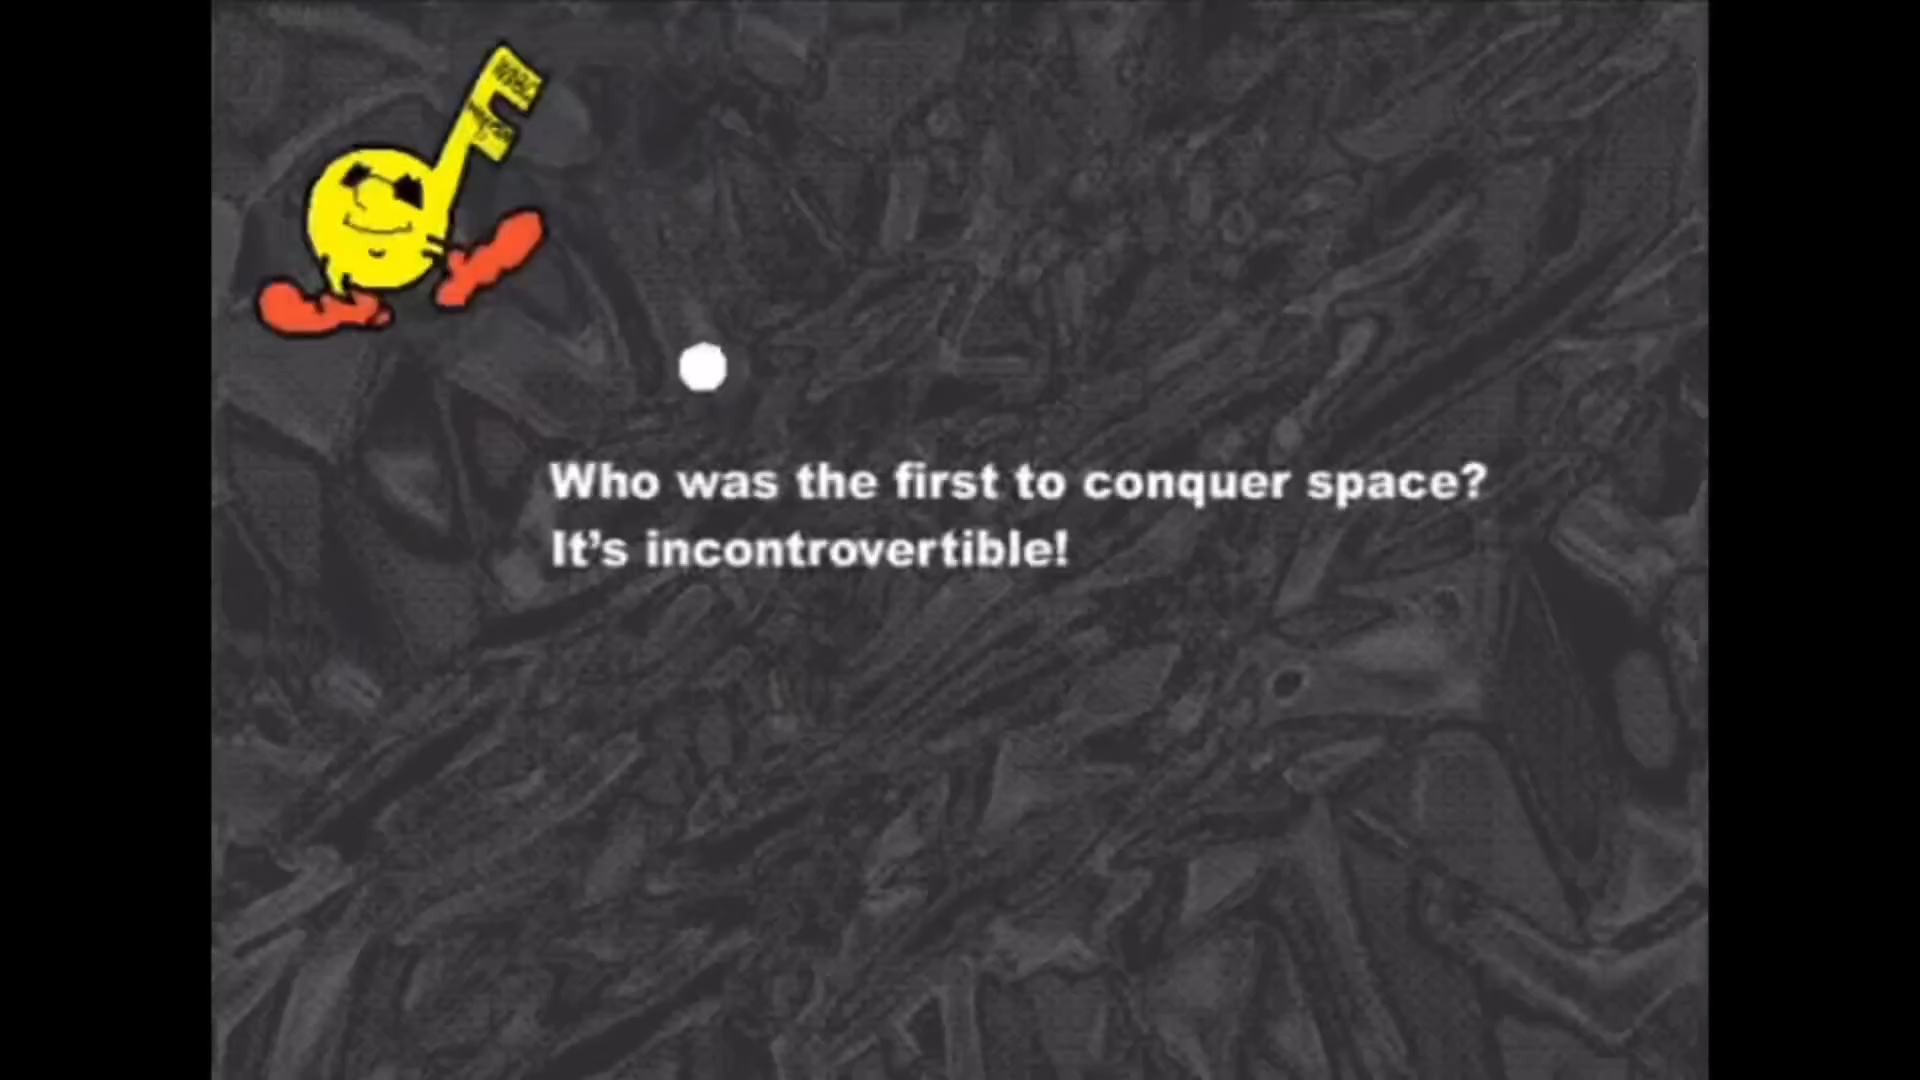 Who was the first to conquer space?
It’s incontrovertible!